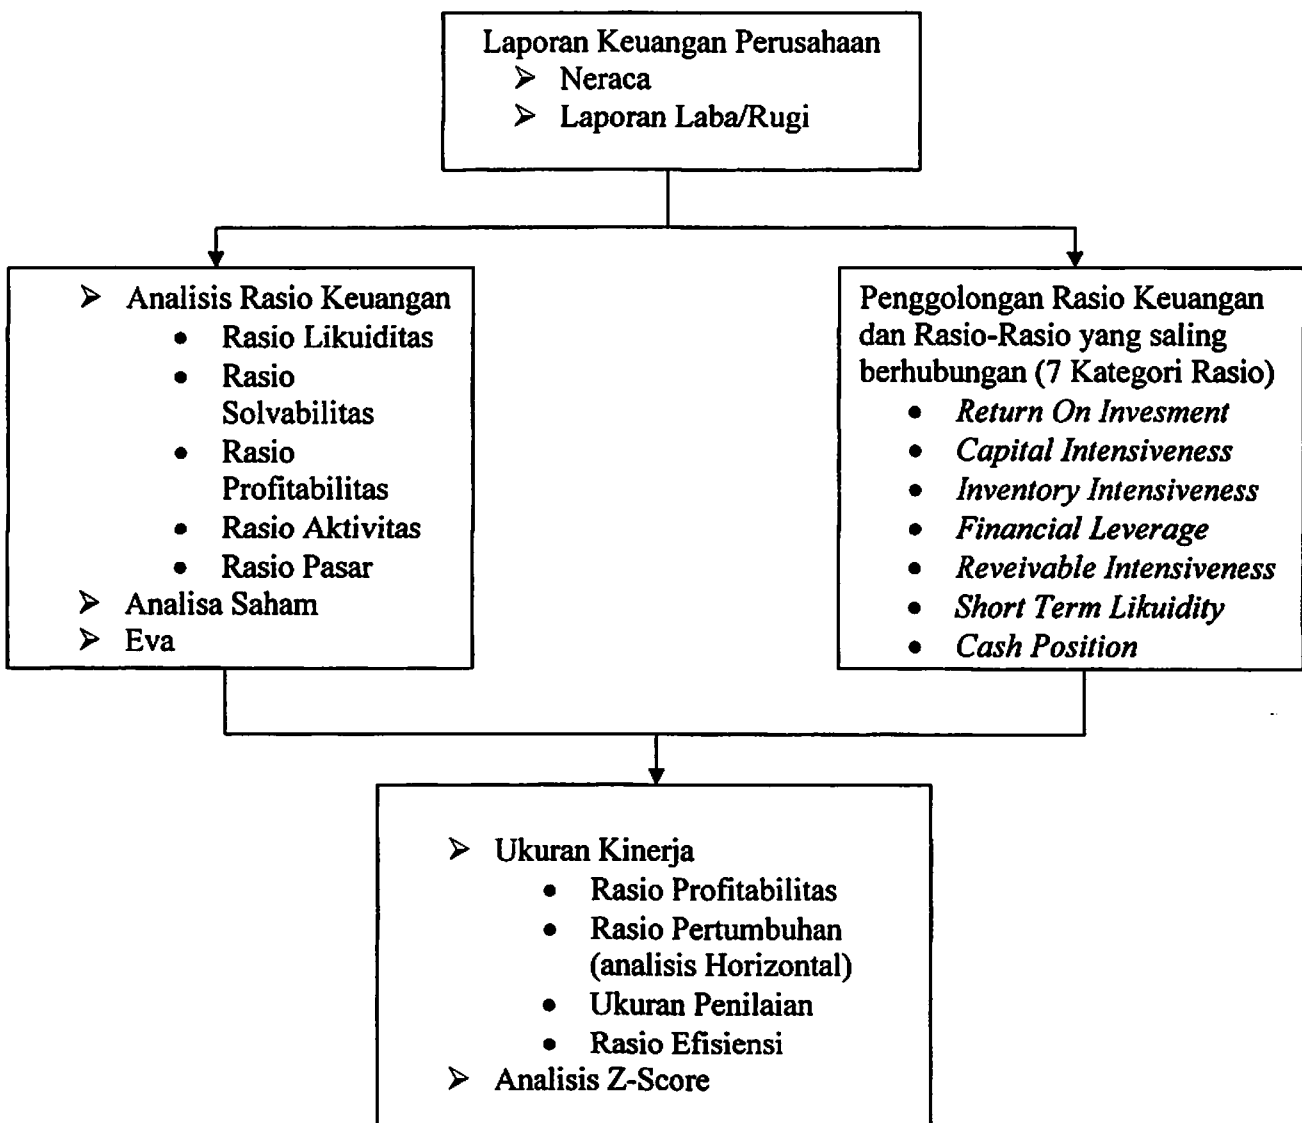 Laporan Keuangan Perusahaan
➢ Neraca
➢ Laporan Laba/Rugi
➢ Analisis Rasio Keuangan
• Rasio Likuiditas
• Rasio
Solvabilitas
• Rasio
Profitabilitas
• Rasio Aktivitas
• Rasio Pasar
➢ Analisa Saham
➢ Eva
Penggolongan Rasio Keuangan
dan Rasio-Rasio yang saling
berhubungan (7 Kategori Rasio)
• Return On Invesment
• Capital Intensiveness
• Inventory Intensiveness
• Financial Leverage
• Reveivable Intensiveness
• Short Term Likuidity
• Cash Position
➢ Ukuran Kinerja
• Rasio Profitabilitas
• Rasio Pertumbuhan
(analisis Horizontal)
• Ukuran Penilaian
• Rasio Efisiensi
➢ Analisis Z-Score